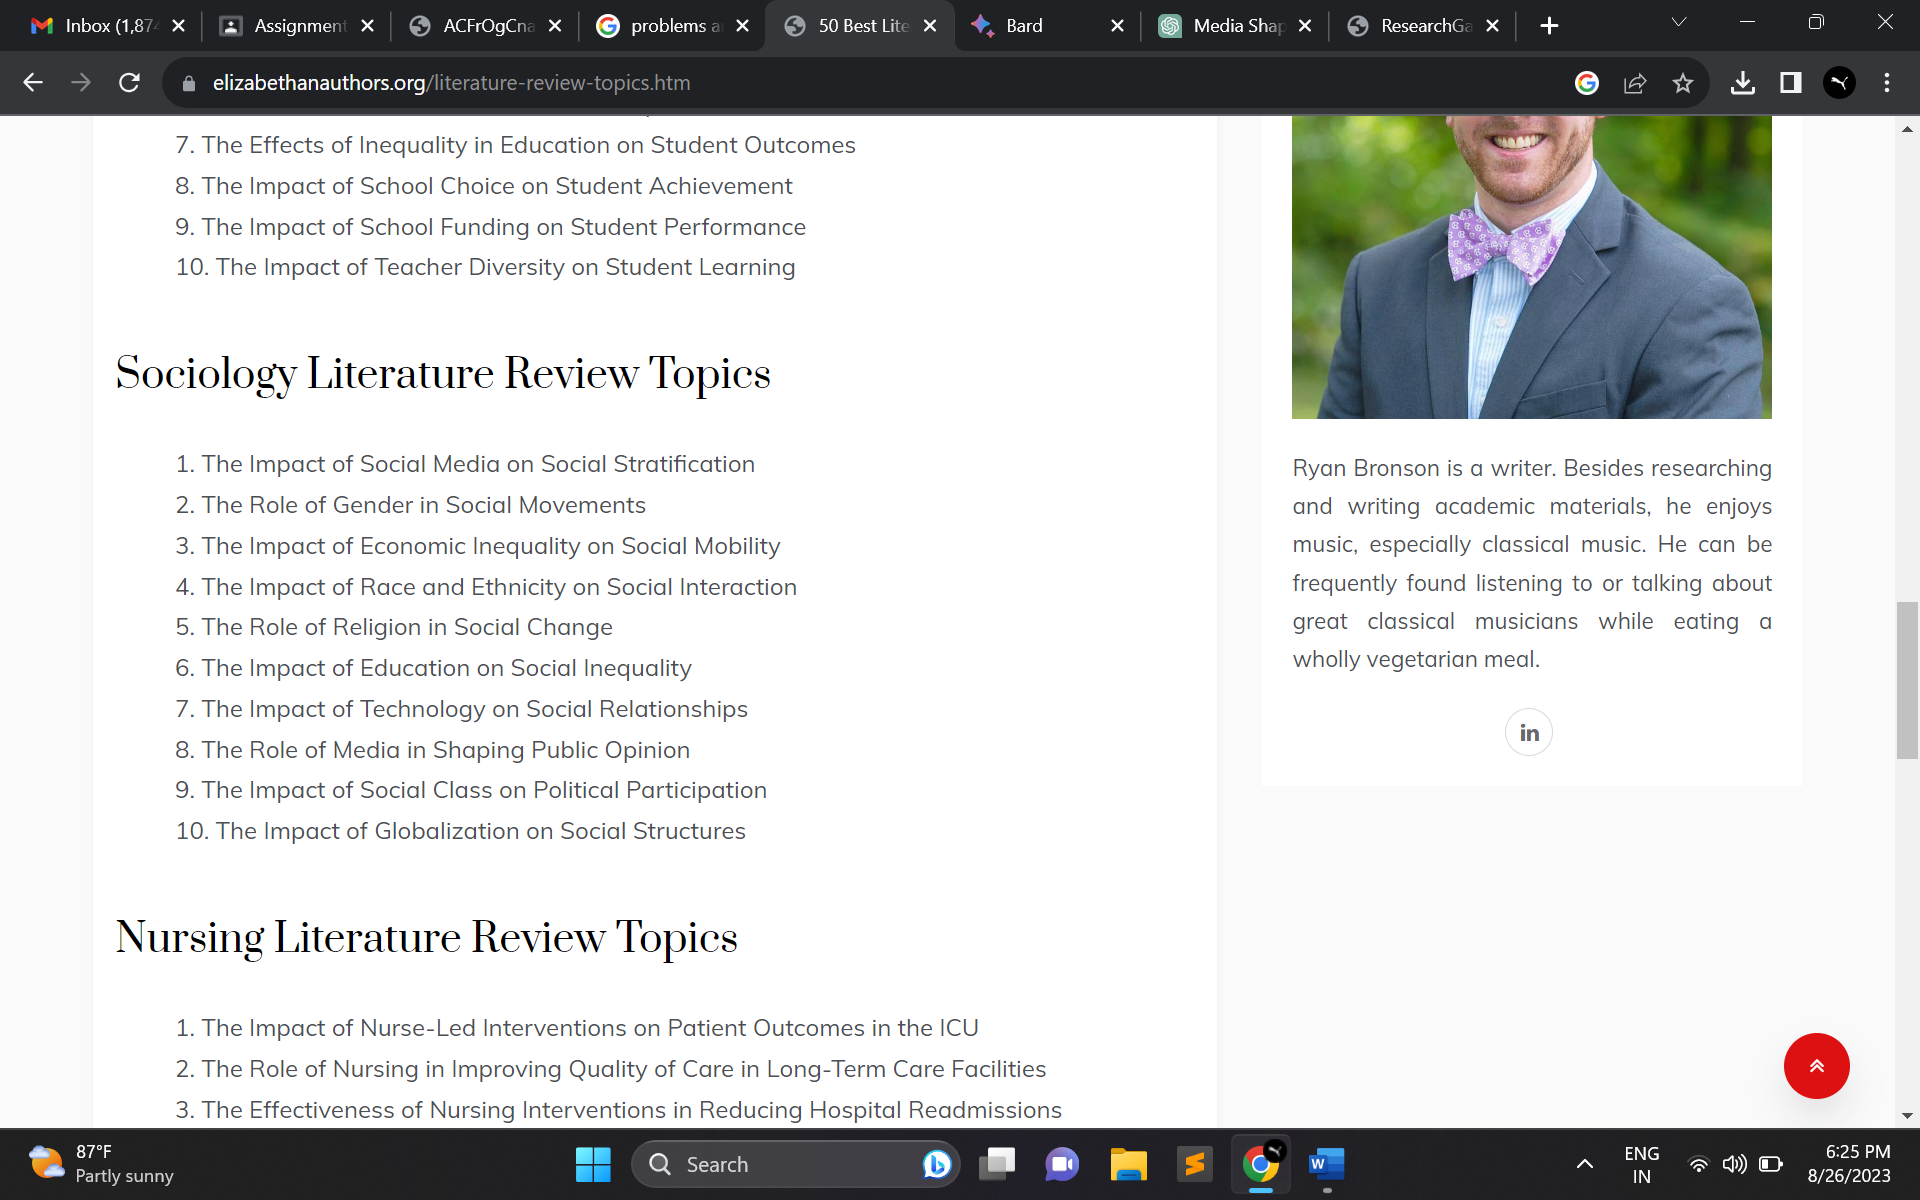 Inbox (1,874
Assignment
ACFrOgCna
problems a
50 Best Lite
Bard
Media Shap
ResearchGa
elizabethanauthors.org/literature-review-topics.htm
7. The Effects of Inequality in Education on Student Outcomes
8. The Impact of School Choice on Student Achievement
9. The Impact of School Funding on Student Performance
10. The Impact of Teacher Diversity on Student Learning
Sociology Literature Review Topics
1. The Impact of Social Media on Social Stratification
2. The Role of Gender in Social Movements
3. The Impact of Economic Inequality on Social Mobility
4. The Impact of Race and Ethnicity on Social Interaction
5. The Role of Religion in Social Change
6. The Impact of Education on Social Inequality
7. The Impact of Technology on Social Relationships
8. The Role of Media in Shaping Public Opinion
9. The Impact of Social Class on Political Participation
10. The Impact of Globalization on Social Structures
Nursing Literature Review Topics
1. The Impact of Nurse-Led Interventions on Patient Outcomes in the ICU
2. The Role of Nursing in Improving Quality of Care in Long-Term Care Facilities
3. The Effectiveness of Nursing Interventions in Reducing Hospital Readmissions
Ryan Bronson is a writer. Besides researching
and writing academic materials, he enjoys
music, especially classical music. He can be
frequently found listening to or talking about
great classical musicians while eating a
wholly vegetarian meal.
in
87°F
Partly sunny
Search
W
ENG
IN
6:25 PM
8/26/2023